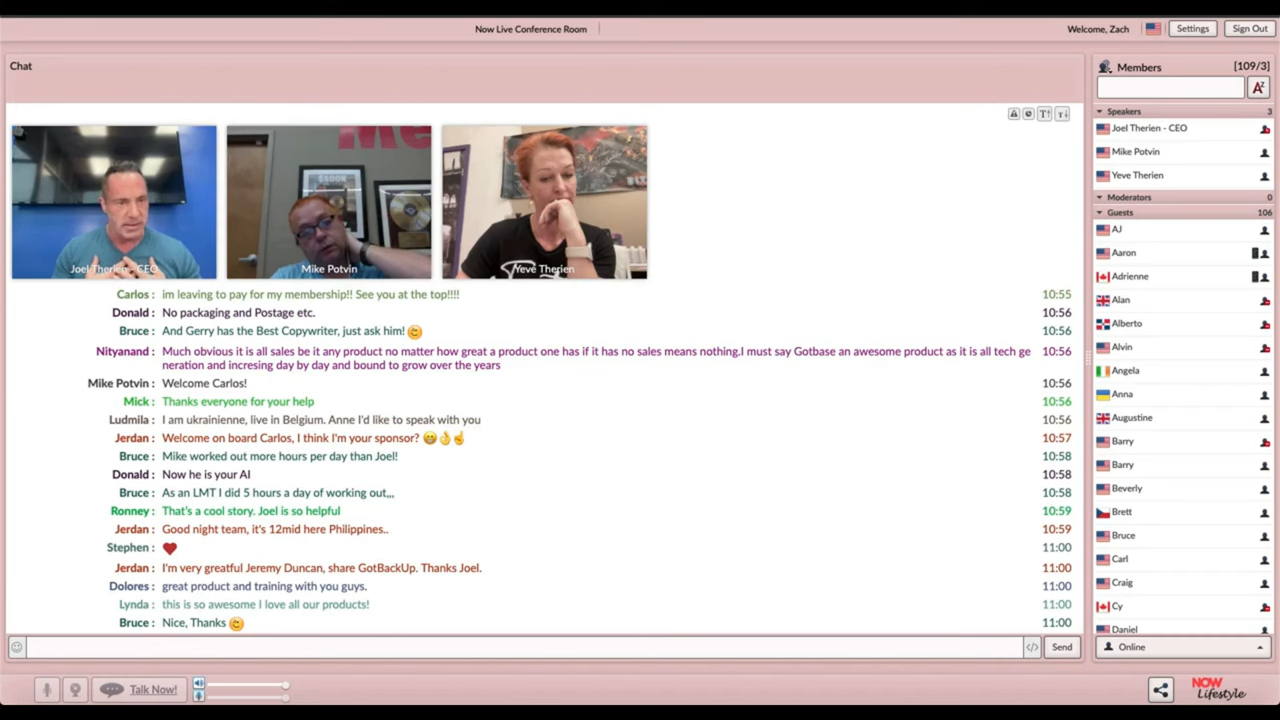 Now Live Conference Room
Welcome, Zach
Settings
Sign Out
Chat
Members
[109/3]
Speakers 3
Joel Therien - CEO
Mike Potvin
Yeve Therien
Moderators 0
Guests 106
AJ
Aaron
Adrienne
Alan
Alberto
Alvin
Angela
Anna
Augustine
Barry
Barry
Beverly
Brett
Bruce
Carl
Craig
Cy
Daniel
Online
Joel Therien - CEO
Mike Potvin
Yeve Therien
$500K
Carlos : im leaving to pay for my membership!! See you at the top!!!! 10:55
Donald : No packaging and Postage etc. 10:56
Bruce : And Gerry has the Best Copywriter, just ask him! 😉 10:56
Nityanand : Much obvious it is all sales be it any product no matter how great a product one has if it has no sales means nothing.I must say Gotbase an awesome product as it is all tech ge 10:56
neration and incresing day by day and bound to grow over the years
Mike Potvin : Welcome Carlos! 10:56
Mick : Thanks everyone for your help 10:56
Ludmila : I am ukrainienne, live in Belgium. Anne I'd like to speak with you 10:56
Jerdan : Welcome on board Carlos, I think I'm your sponsor? 😁👌☝ 10:57
Bruce : Mike worked out more hours per day than Joel! 10:58
Donald : Now he is your AI 10:58
Bruce : As an LMT I did 5 hours a day of working out,,, 10:58
Ronney : That's a cool story. Joel is so helpful 10:59
Jerdan : Good night team, it's 12mid here Philippines.. 10:59
Stephen : ❤ 11:00
Jerdan : I'm very greatful Jeremy Duncan, share GotBackUp. Thanks Joel. 11:00
Dolores : great product and training with you guys. 11:00
Lynda : this is so awesome I love all our products! 11:00
Bruce : Nice, Thanks 😉 11:00
Send
Talk Now!
NOW
Lifestyle